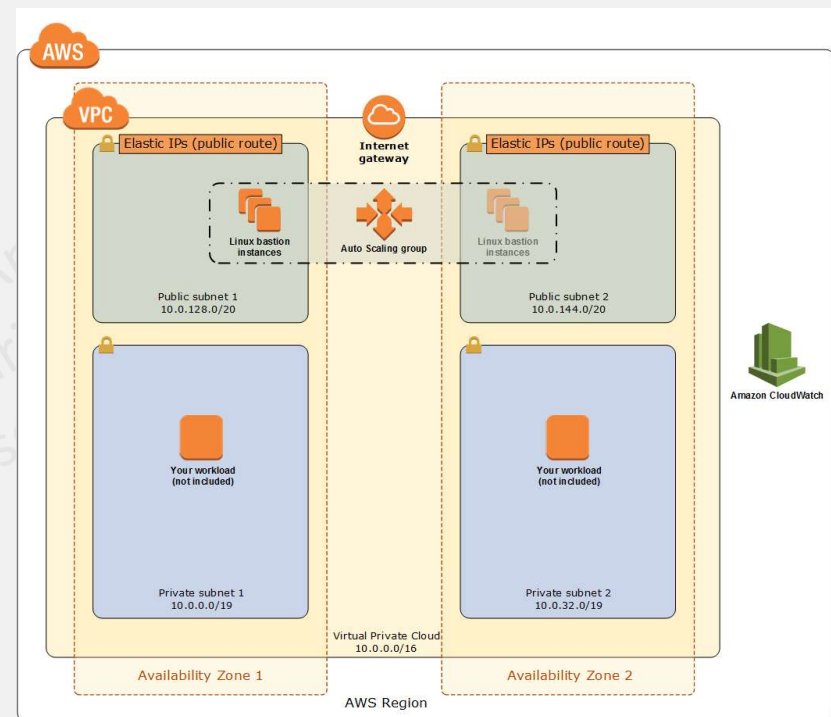 AWS
VPC
Elastic IPs (public route)
Internet
gateway
Elastic IPs (public route)
Linux bastion
instances
Auto Scaling group
Linux bastion
instances
Public subnet 1
10.0.128.0/20
Public subnet 2
10.0.144.0/20
Amazon CloudWatch
Your workload
(not included)
Your workload
(not included)
Private subnet 1
10.0.0.0/19
Private subnet 2
10.0.32.0/19
Virtual Private Cloud
10.0.0.0/16
Availability Zone 1
Availability Zone 2
AWS Region